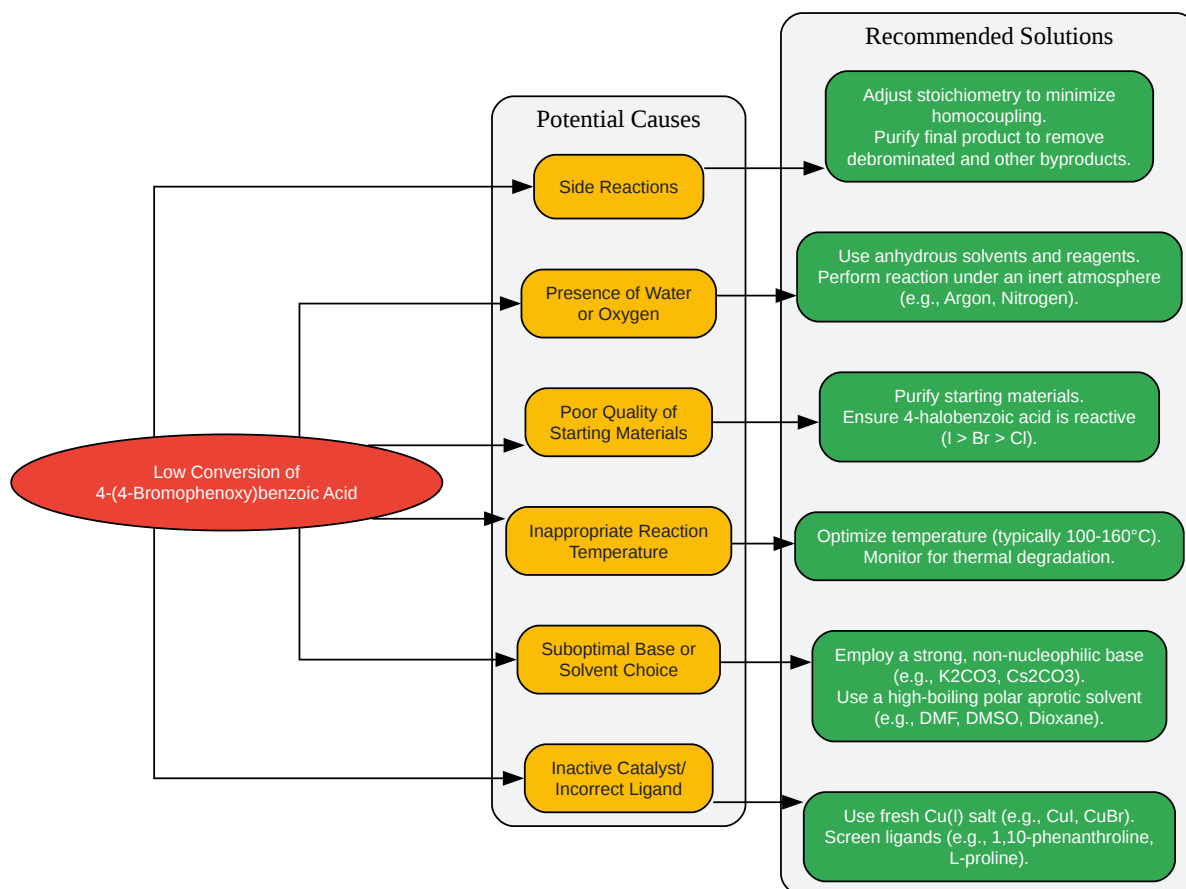 Recommended Solutions
Adjust stoichiometry to minimize
homocoupling.
Purify final product to remove
debrominated and other byproducts.
Potential Causes
Side Reactions
Use anhydrous solvents and reagents.
Perform reaction under an inert atmosphere
(e.g., Argon, Nitrogen).
Presence of Water
or Oxygen
Purify starting materials.
Ensure 4-halobenzoic acid is reactive
(I > Br > Cl).
Poor Quality of
Starting Materials
Low Conversion of
4-(4-Bromophenoxy)benzoic Acid
Inappropriate Reaction
Temperature
Optimize temperature (typically 100-160°C).
Monitor for thermal degradation.
Suboptimal Base or
Solvent Choice
Employ a strong, non-nucleophilic base
(e.g., K2CO3, Cs2CO3).
Use a high-boiling polar aprotic solvent
(e.g., DMF, DMSO, Dioxane).
Inactive Catalyst/
Incorrect Ligand
Use fresh Cu(I) salt (e.g., CuI, CuBr).
Screen ligands (e.g., 1,10-phenanthroline,
L-proline).